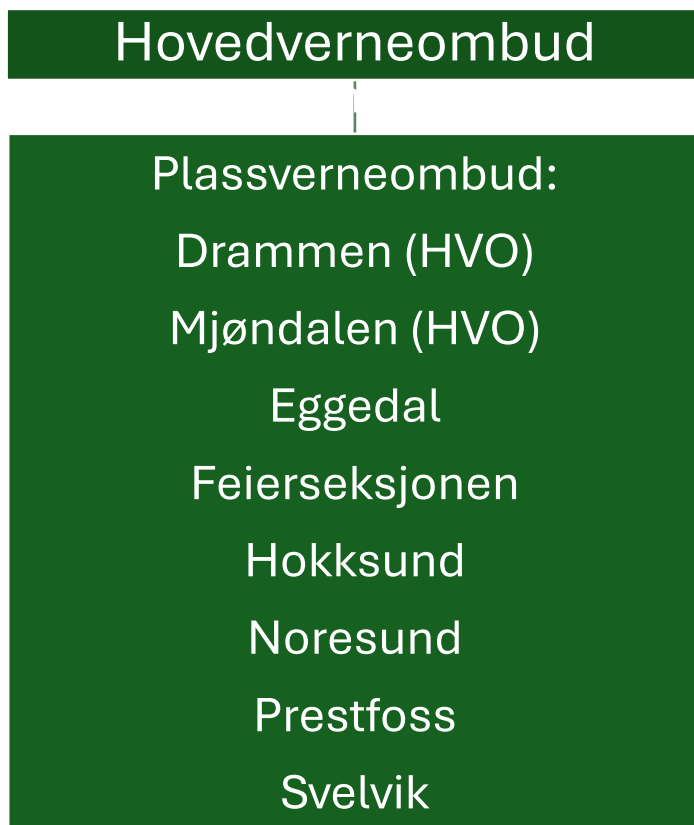 Hovedverneombud
Plassverneombud:
Drammen (HVO)
Mjøndalen (HVO)
Eggedal
Feierseksjonen
Hokksund
Noresund
Prestfoss
Svelvik